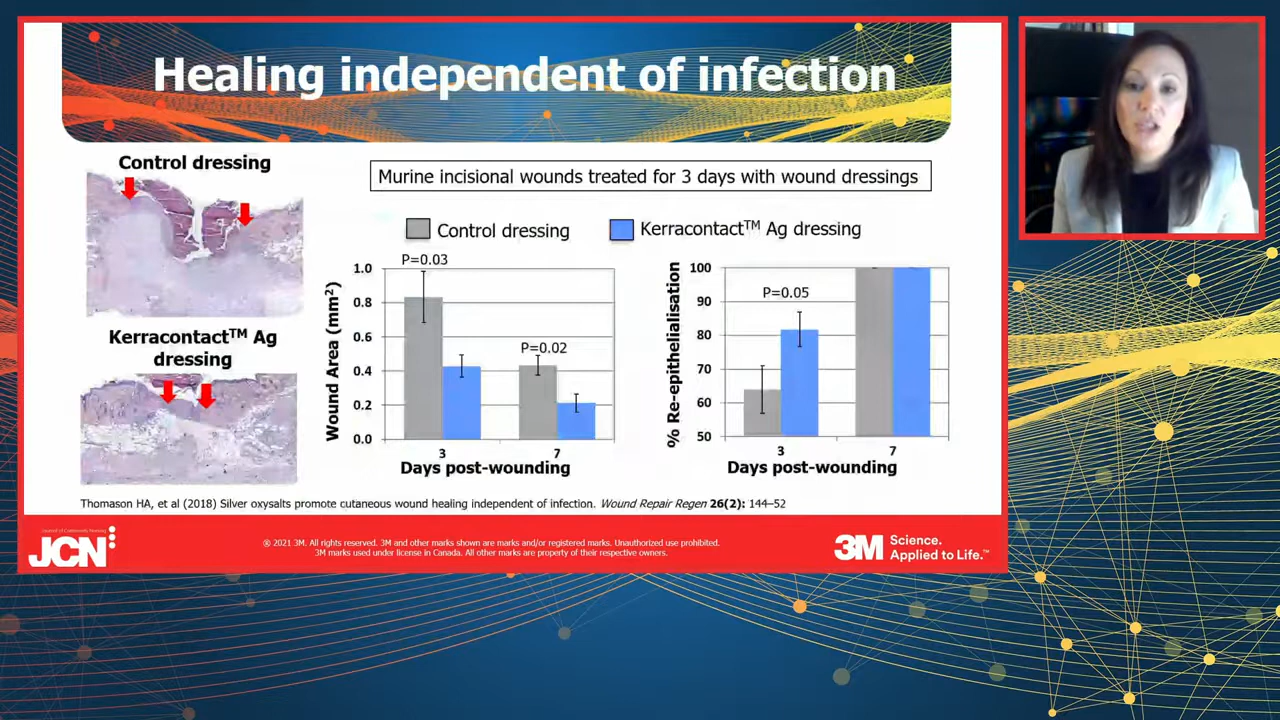 Healing independent of infection
Control dressing
Kerracontact™ Ag
dressing
Murine incisional wounds treated for 3 days with wound dressings
Control dressing
Kerracontact™ Ag dressing
Wound Area (mm²)
1.0
0.8
0.6
0.4
0.2
0.0
P=0.03
P=0.02
3
7
Days post-wounding
% Re-epithelialisation
100
90
80
70
60
50
P=0.05
3
7
Days post-wounding
Thomason HA, et al (2018) Silver oxysalts promote cutaneous wound healing independent of infection. Wound Repair Regen 26(2): 144–52
Journal of Community Nursing
JCN
® 2021 3M. All rights reserved. 3M and other marks shown are marks and/or registered marks. Unauthorized use prohibited.
3M marks used under license in Canada. All other marks are property of their respective owners.
3M Science.
Applied to Life.™